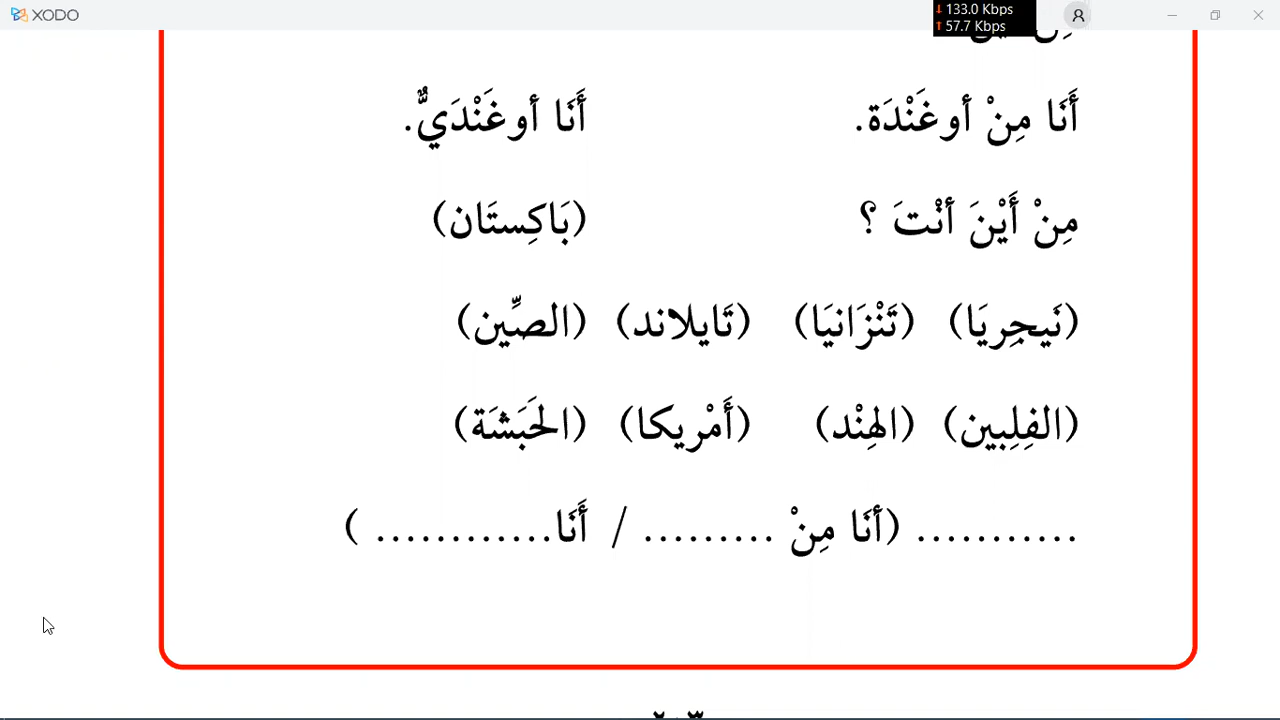 XODO
↓ 133.0 Kbps
↑ 57.7 Kbps
أَنَا مِنْ أوغَنْدَة. أَنَا أوغَنْدَيٌّ.
مِنْ أَيْنَ أنْتَ ؟ (بَاكِستَان)
(نَيجِريَا) (تَنْزَانيَا) (تَايلاند) (الصِّين)
(الفِلِبين) (الهِنْد) (أَمْريكا) (الحَبَشَة)
........... (أنَا مِنْ ......... / أَنَا............ )